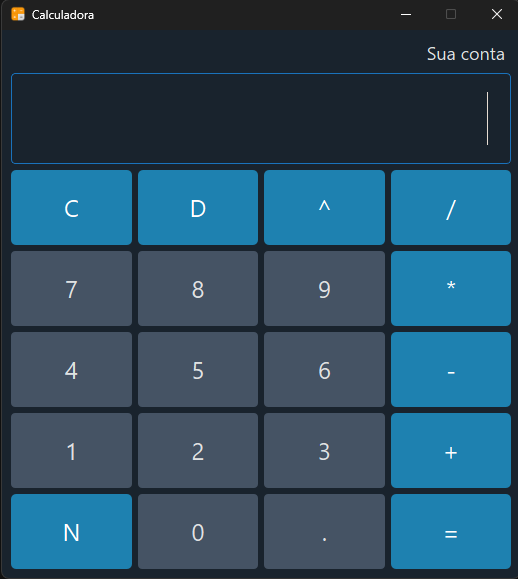 Calculadora
Sua conta
C D ^ /
7 8 9 *
4 5 6 -
1 2 3 +
N 0 . =